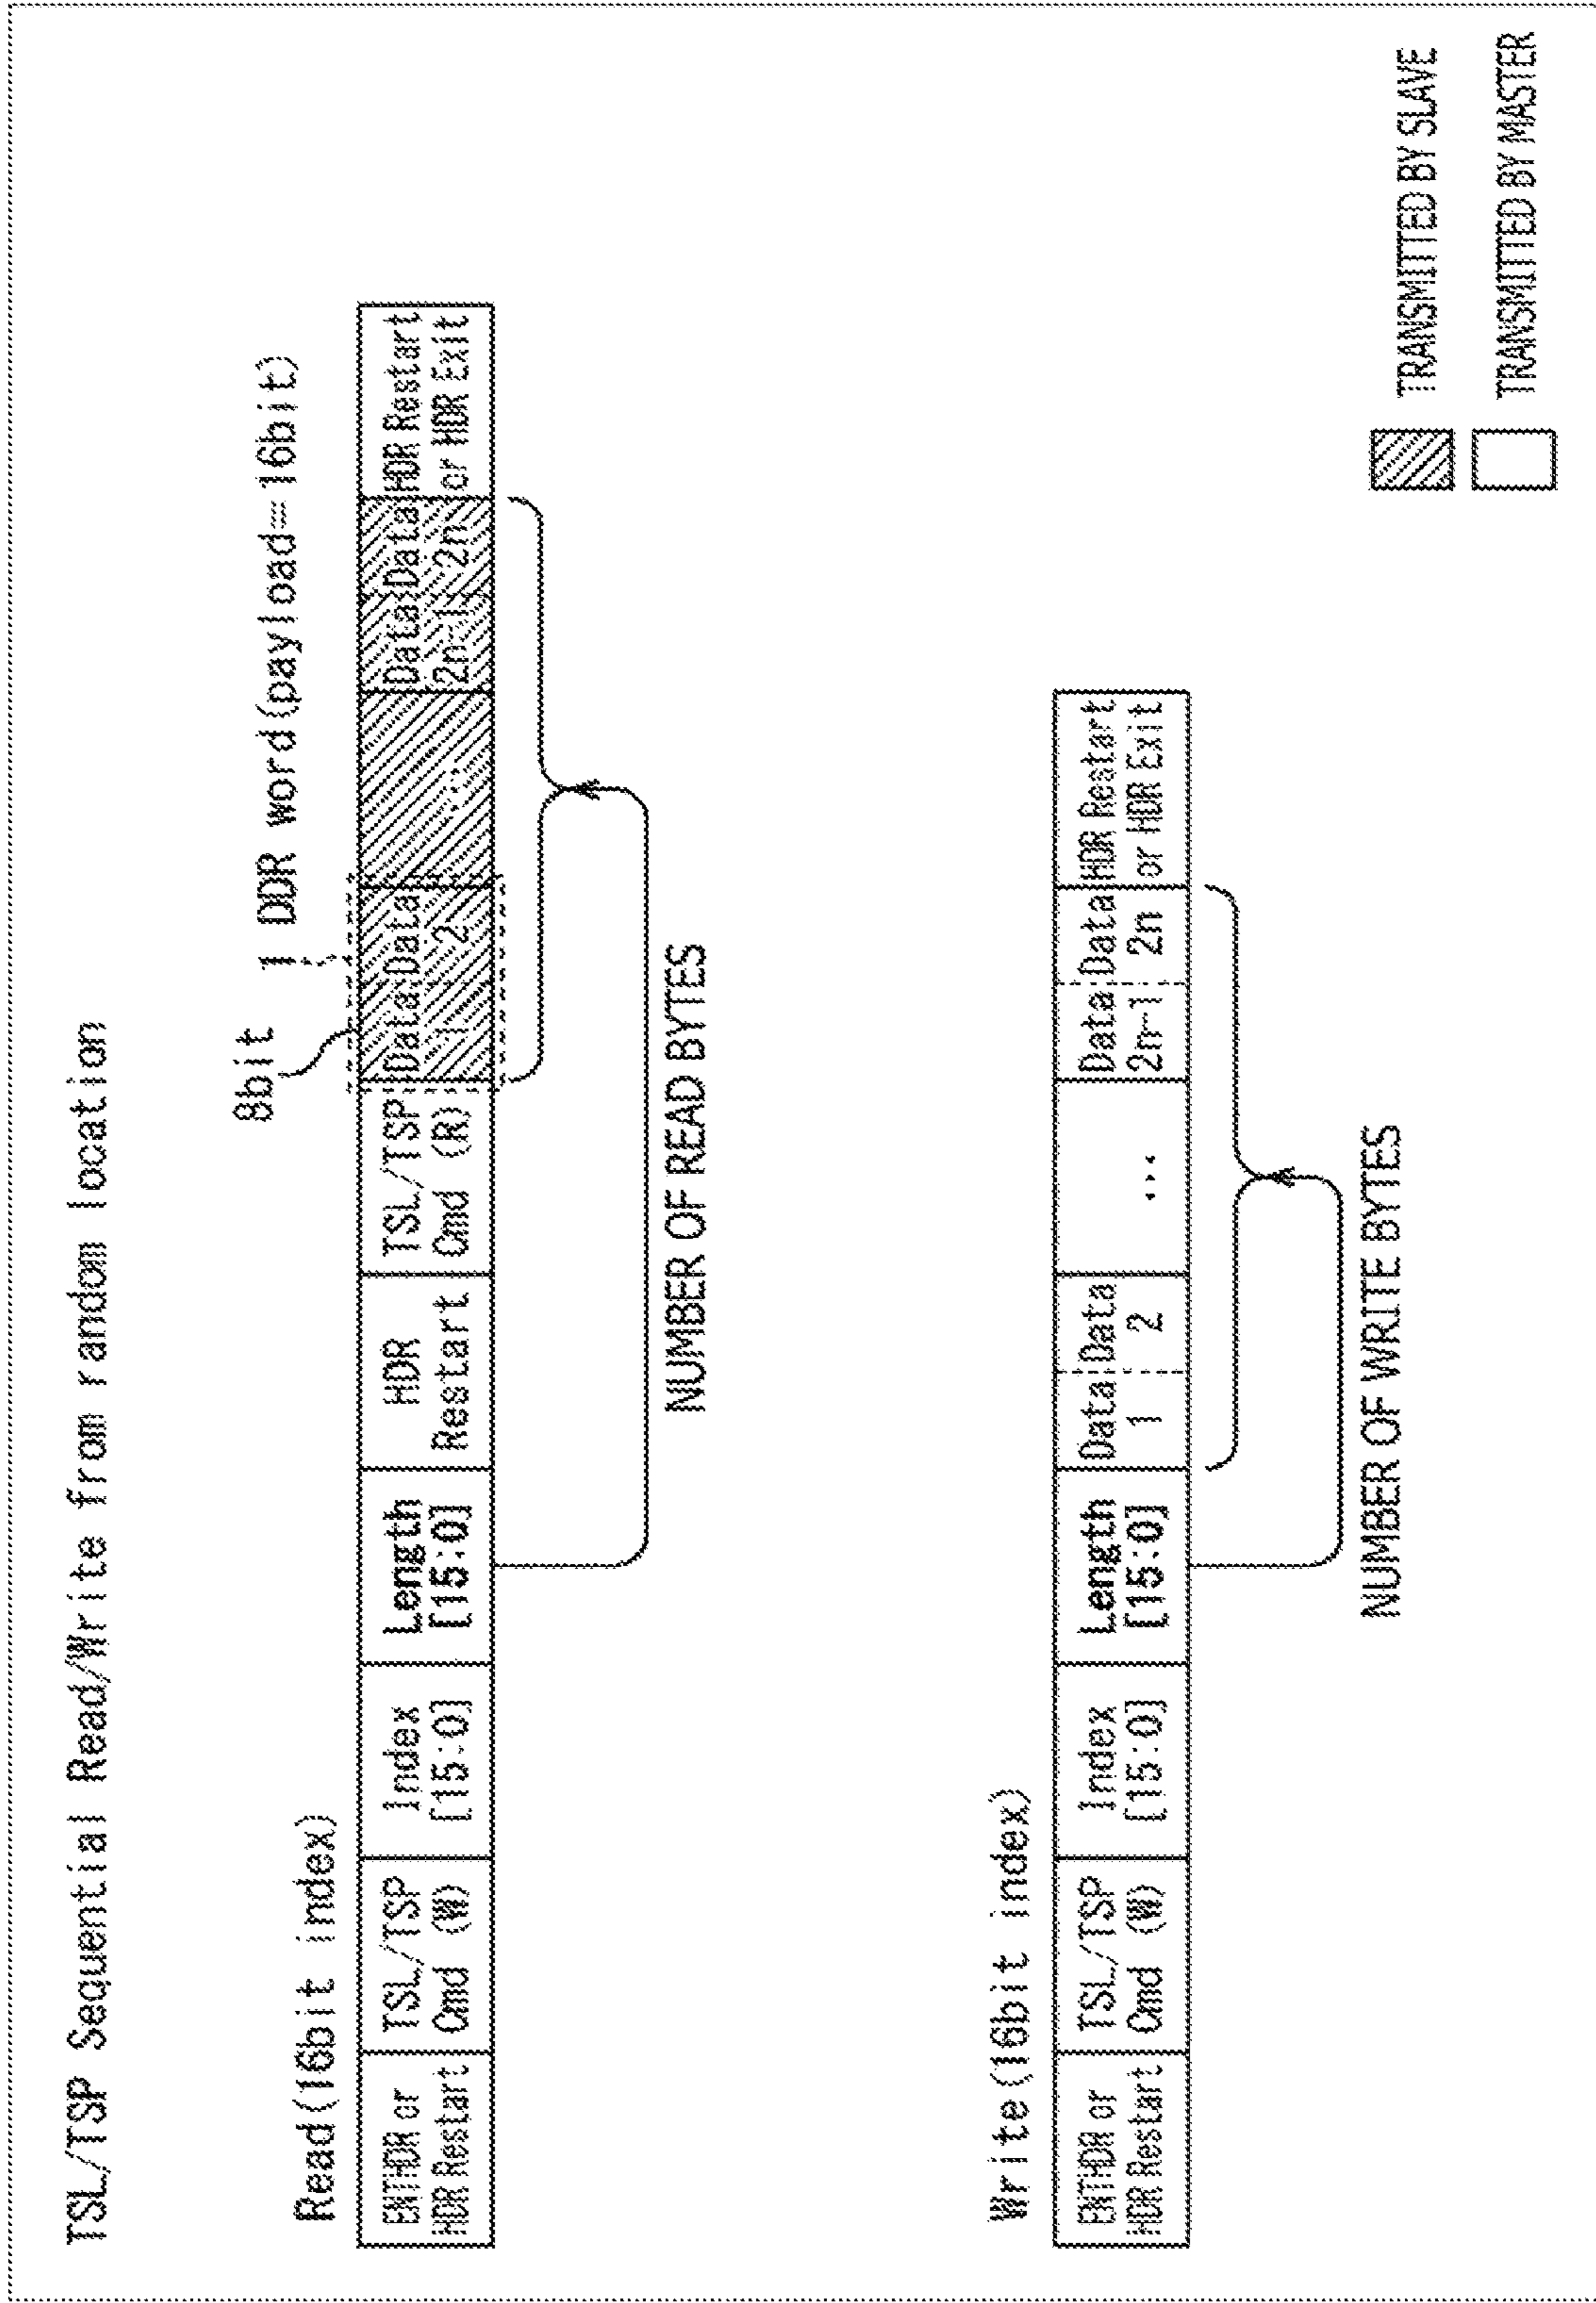 TSL/TSP Sequential Read/Write from random location
Read(16bit index)
8bit
1 DDR word(payload=16bit)
ENTHDR or
HDR Restart
TSL/TSP
Cmd (W)
Index
[15:0]
Length
[15:0]
HDR
Restart
TSL/TSP
Cmd (R)
Data
1
Data
2
...
Data
2n-1
Data
2n
HDR Restart
or HDR Exit
NUMBER OF READ BYTES
Write(16bit index)
ENTHDR or
HDR Restart
TSL/TSP
Cmd (W)
Index
[15:0]
Length
[15:0]
Data
1
Data
2
...
Data
2n-1
Data
2n
HDR Restart
or HDR Exit
NUMBER OF WRITE BYTES
TRANSMITTED BY SLAVE
TRANSMITTED BY MASTER